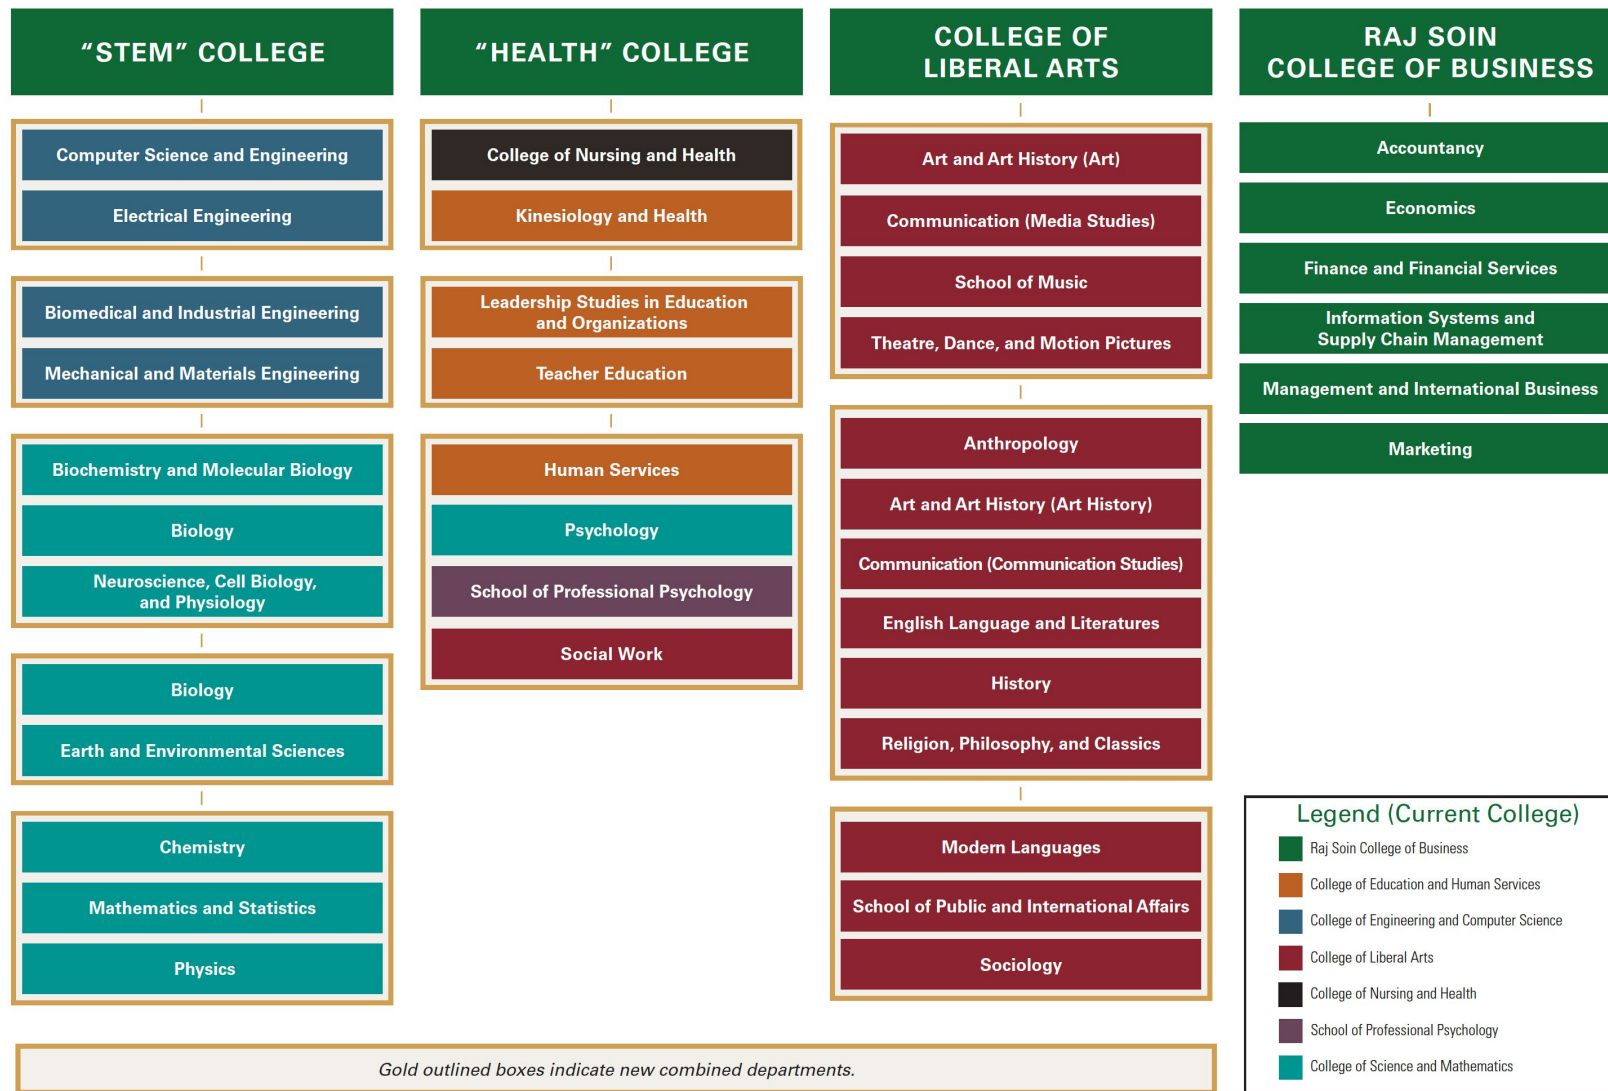 “STEM” COLLEGE
Computer Science and Engineering
Electrical Engineering
Biomedical and Industrial Engineering
Mechanical and Materials Engineering
Biochemistry and Molecular Biology
Biology
Neuroscience, Cell Biology,
and Physiology
Biology
Earth and Environmental Sciences
Chemistry
Mathematics and Statistics
Physics
“HEALTH” COLLEGE
College of Nursing and Health
Kinesiology and Health
Leadership Studies in Education
and Organizations
Teacher Education
Human Services
Psychology
School of Professional Psychology
Social Work
COLLEGE OF
LIBERAL ARTS
Art and Art History (Art)
Communication (Media Studies)
School of Music
Theatre, Dance, and Motion Pictures
Anthropology
Art and Art History (Art History)
Communication (Communication Studies)
English Language and Literatures
History
Religion, Philosophy, and Classics
Modern Languages
School of Public and International Affairs
Sociology
RAJ SOIN
COLLEGE OF BUSINESS
Accountancy
Economics
Finance and Financial Services
Information Systems and
Supply Chain Management
Management and International Business
Marketing
Legend (Current College)
Raj Soin College of Business
College of Education and Human Services
College of Engineering and Computer Science
College of Liberal Arts
College of Nursing and Health
School of Professional Psychology
College of Science and Mathematics
Gold outlined boxes indicate new combined departments.